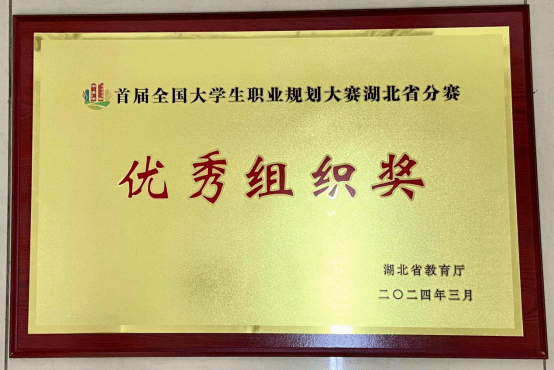 首届全国大学生职业规划大赛湖北省分赛
优秀组织奖
湖北省教育厅
二〇二四年三月